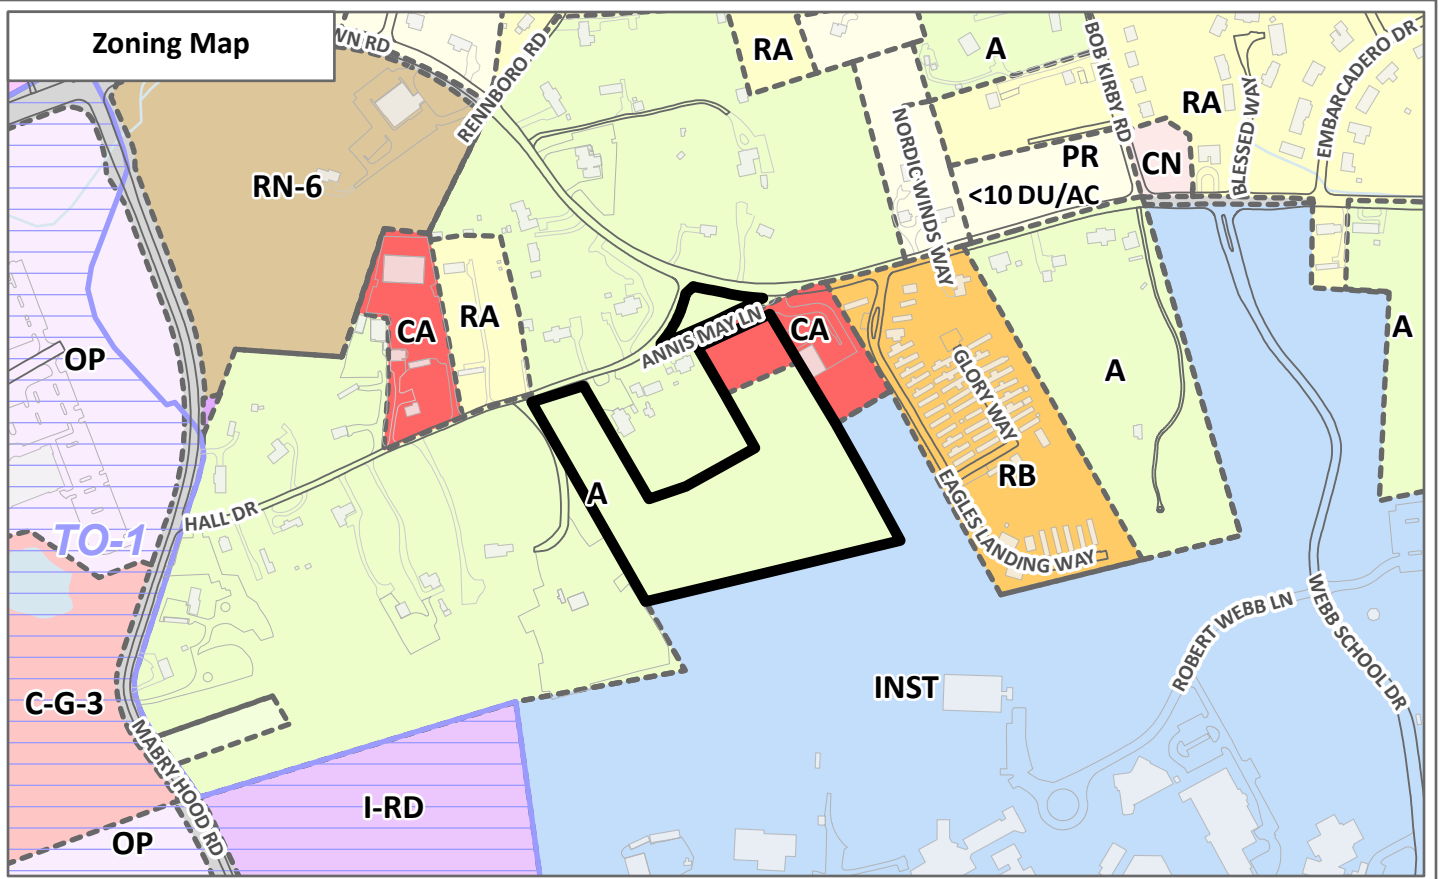 Zoning Map
WN RD
RENNBORO RD
RA
A
BOB KIRBY RD
RA
BLESSED WAY
EMBARCADERO DR
RN-6
NORDIC WINDS WAY
PR
<10 DU/AC
CN
CA
RA
OP
ANNIS MAY LN
CA
A
A
GLORY WAY
RB
A
EAGLES LANDING WAY
HALL DR
TO-1
ROBERT WEBB LN
WEBB SCHOOL DR
INST
C-G-3
MABRY HOOD RD
I-RD
OP